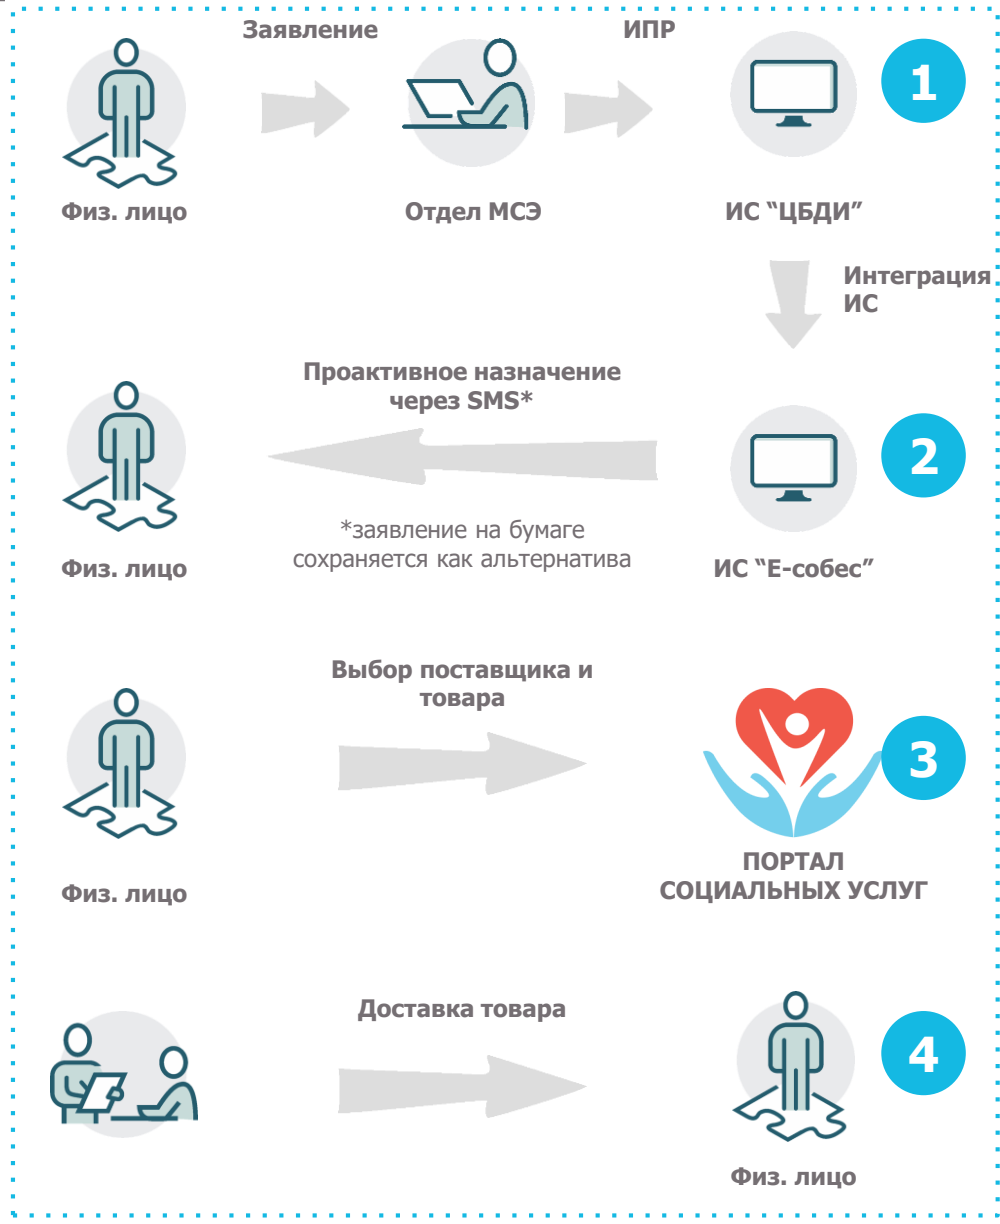 Заявление
ИПР
1
Физ. лицо
Отдел МСЭ
ИС “ЦБДИ”
Интеграция
ИС
Проактивное назначение
через SMS*
2
*заявление на бумаге
сохраняется как альтернатива
Физ. лицо
ИС “Е-собес”
Выбор поставщика и
товара
3
Физ. лицо
ПОРТАЛ
СОЦИАЛЬНЫХ УСЛУГ
Доставка товара
4
Физ. лицо